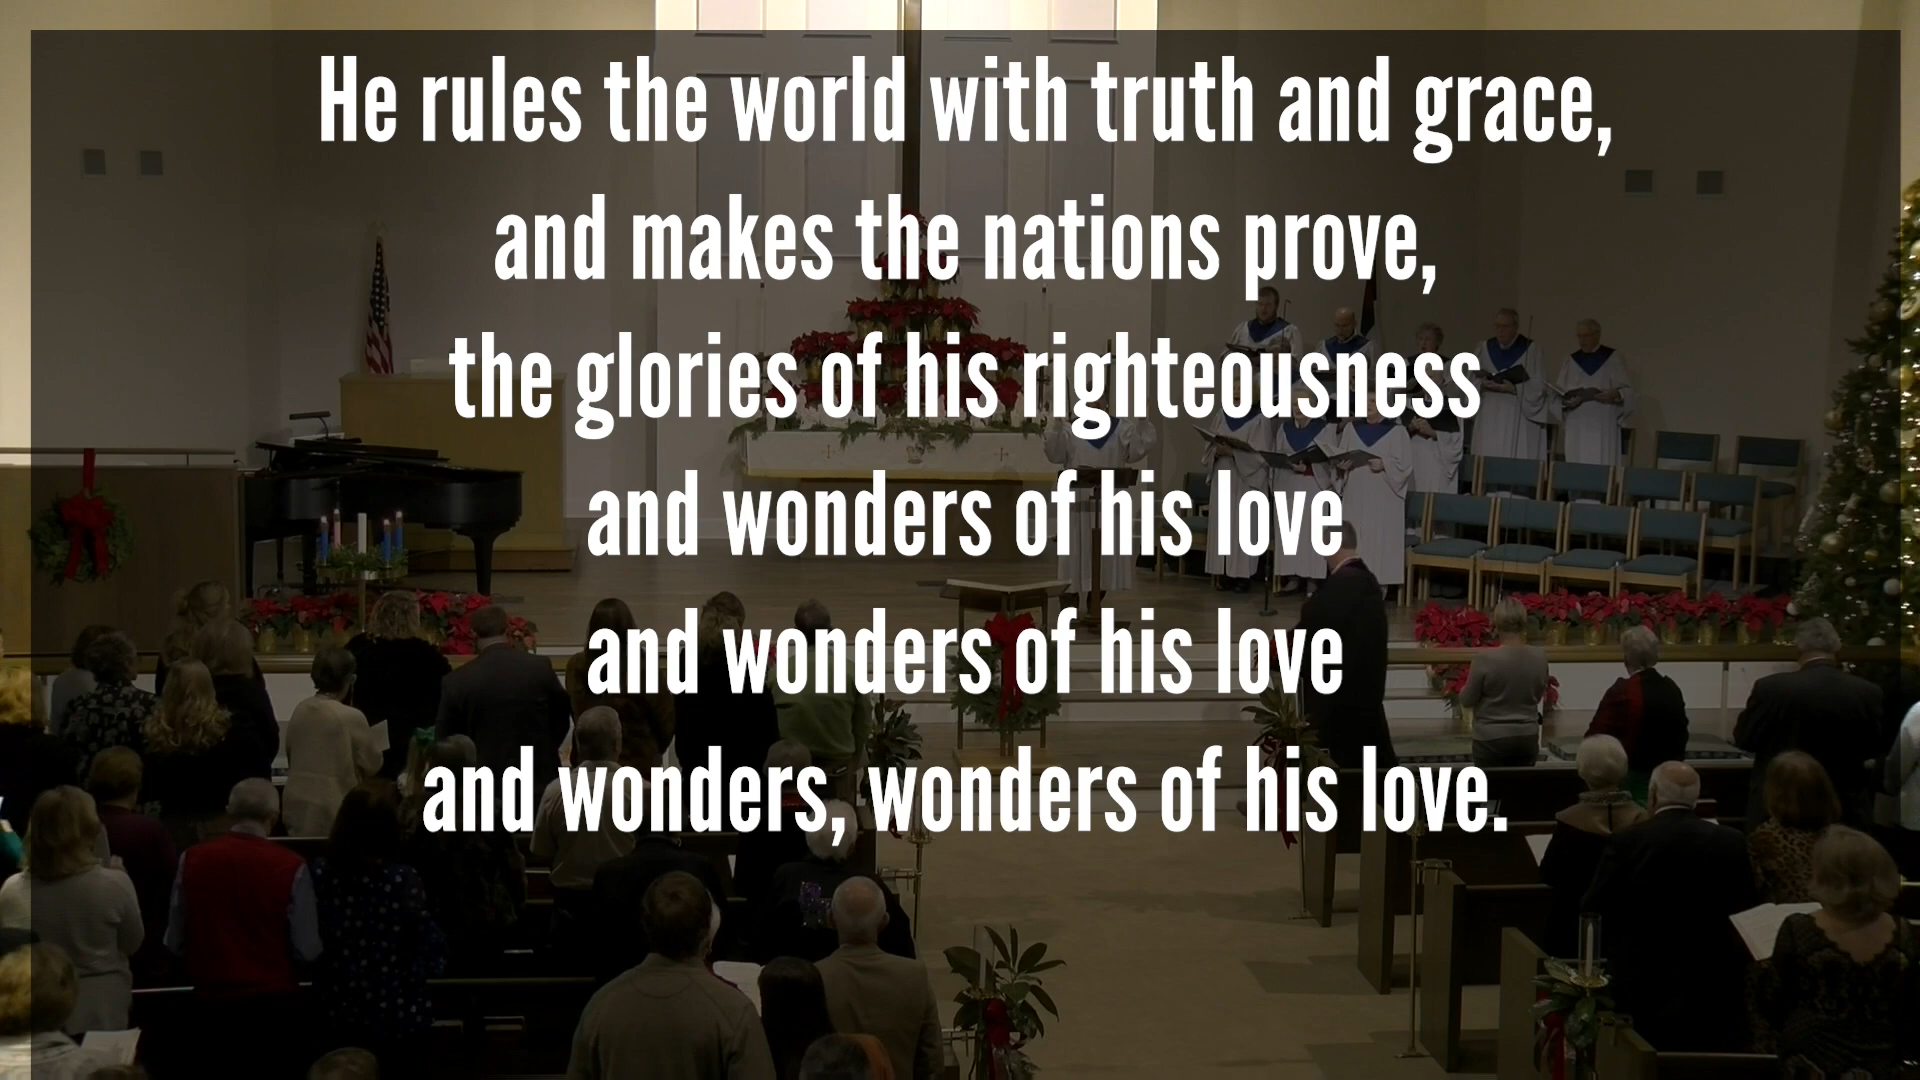 He rules the world with truth and grace,
and makes the nations prove,
the glories of his righteousness
and wonders of his love
and wonders of his love
and wonders, wonders of his love.